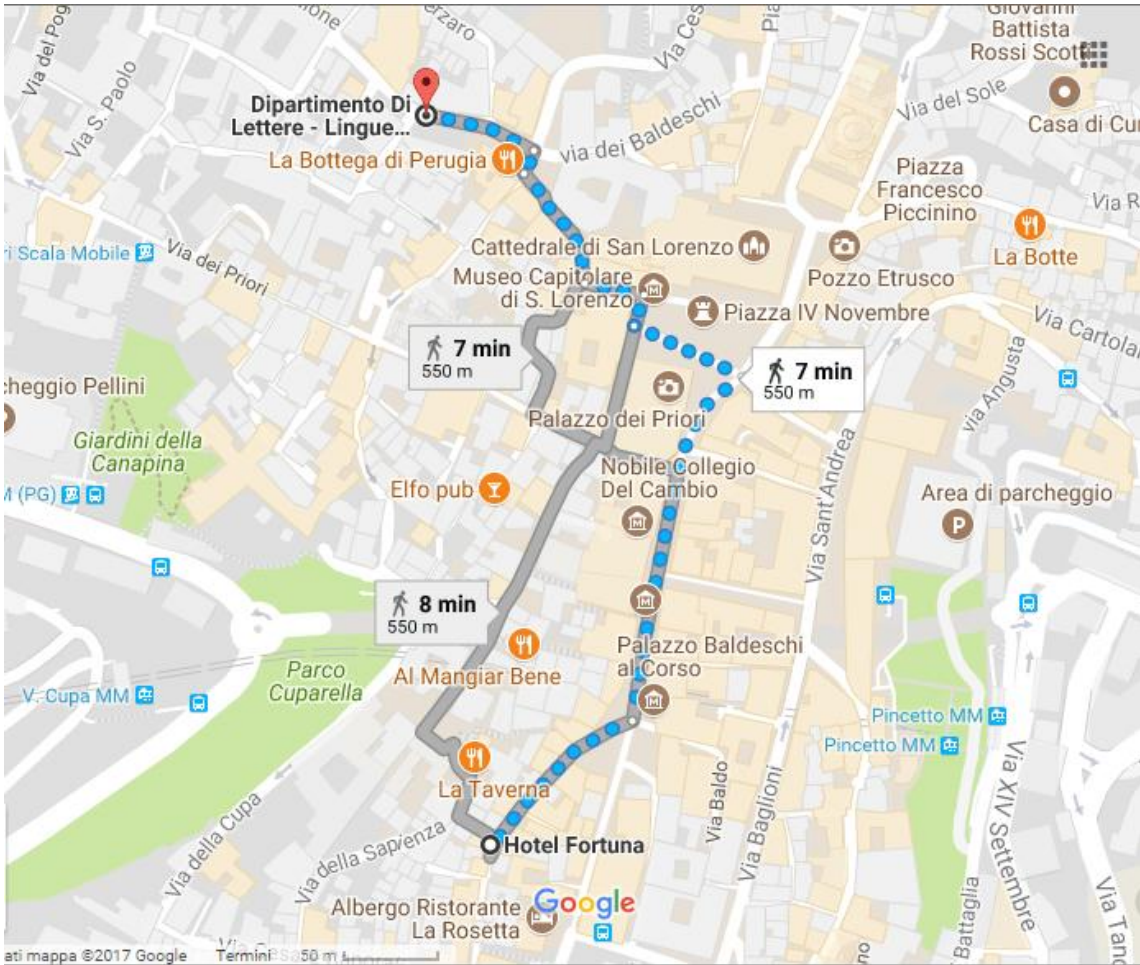 Via del Pog
Via S. Paolo
Giovanni
Battista
Rossi Scotti
Via del Sole
Casa di Cur
Dipartimento Di
Lettere - Lingue...
La Bottega di Perugia
via dei Baldeschi
Piazza
Francesco
Piccinino
La Botte
ri Scala Mobile
Via dei Priori
Cattedrale di San Lorenzo
Pozzo Etrusco
Museo Capitolare
di S. Lorenzo
Piazza IV Novembre
Via Cartola
7 min
550 m
7 min
550 m
cheggio Pellini
Palazzo dei Priori
via Angusta
Giardini della
Canapina
Nobile Collegio
Del Cambio
Elfo pub
(PG)
Via Sant'Andrea
Area di parcheggio
P
8 min
550 m
Palazzo Baldeschi
al Corso
Parco
Cuparella
Al Mangiar Bene
V. Cupa MM
Pincetto MM
Pincetto MM
La Taverna
Via Baldo
Via Baglioni
Via XIV Settembre
Via della Cupa
Via della Sapienza
Hotel Fortuna
Albergo Ristorante
La Rosetta
Google
Battaglia
Via Tan
ati mappa ©2017 Google
Termini
50 m